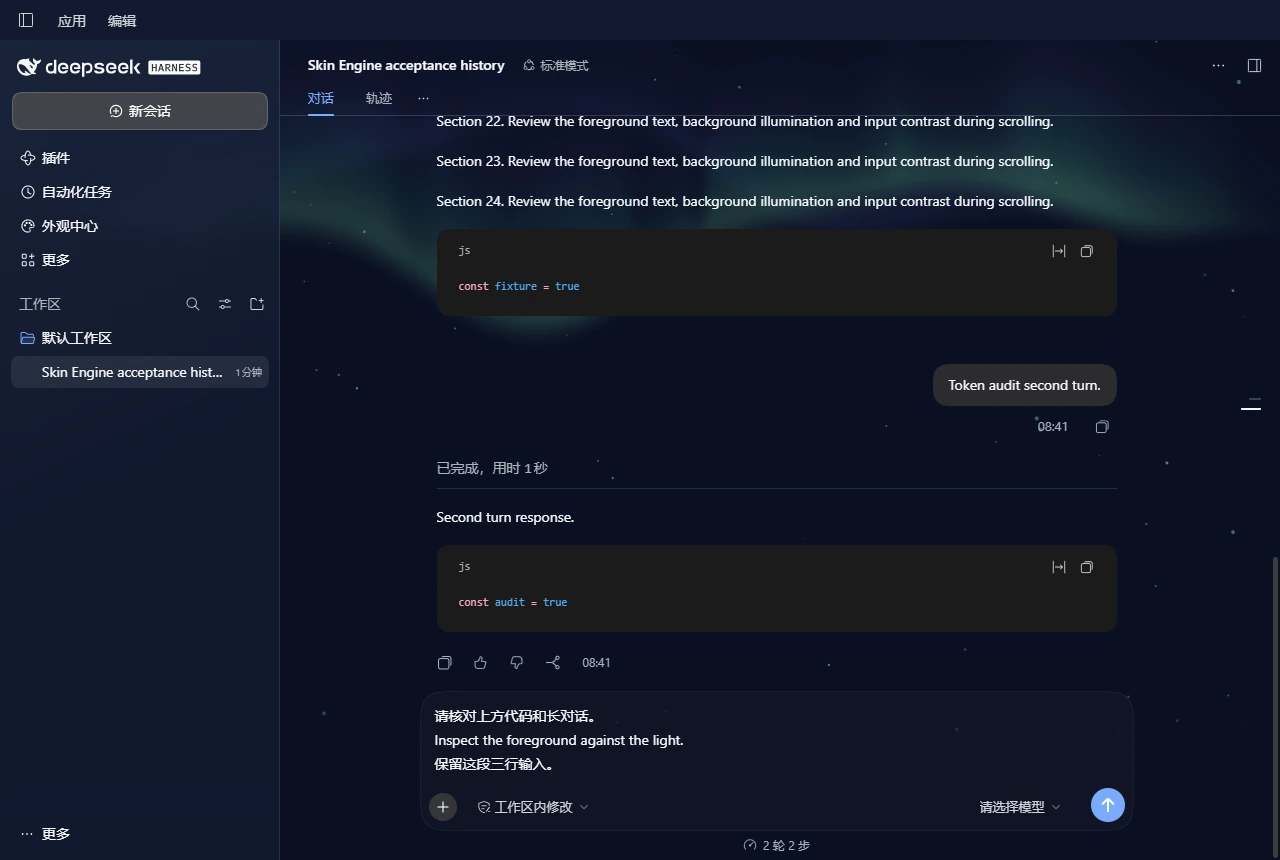 应用 编辑
deepseek HARNESS
新会话
插件
自动化任务
外观中心
更多
工作区
默认工作区
Skin Engine acceptance hist... 1分钟
更多
Skin Engine acceptance history 标准模式
对话 轨迹 ...
Section 22. Review the foreground text, background illumination and input contrast during scrolling.
Section 23. Review the foreground text, background illumination and input contrast during scrolling.
Section 24. Review the foreground text, background illumination and input contrast during scrolling.
js
const fixture = true
Token audit second turn.
08:41
已完成，用时 1 秒
Second turn response.
js
const audit = true
08:41
请核对上方代码和长对话。
Inspect the foreground against the light.
保留这段三行输入。
工作区内修改 请选择模型
2 轮 2 步